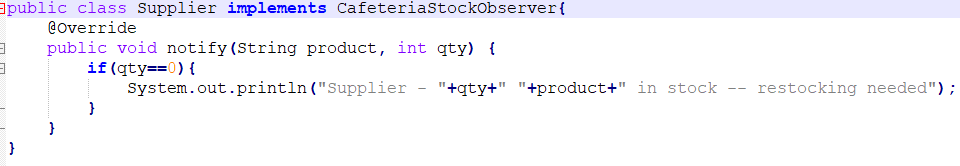 public class Supplier implements CafeteriaStockObserver{
    @Override
    public void notify(String product, int qty) {
        if(qty==0){
            System.out.println("Supplier - "+qty+" "+product+" in stock -- restocking needed");
        }
    }
}